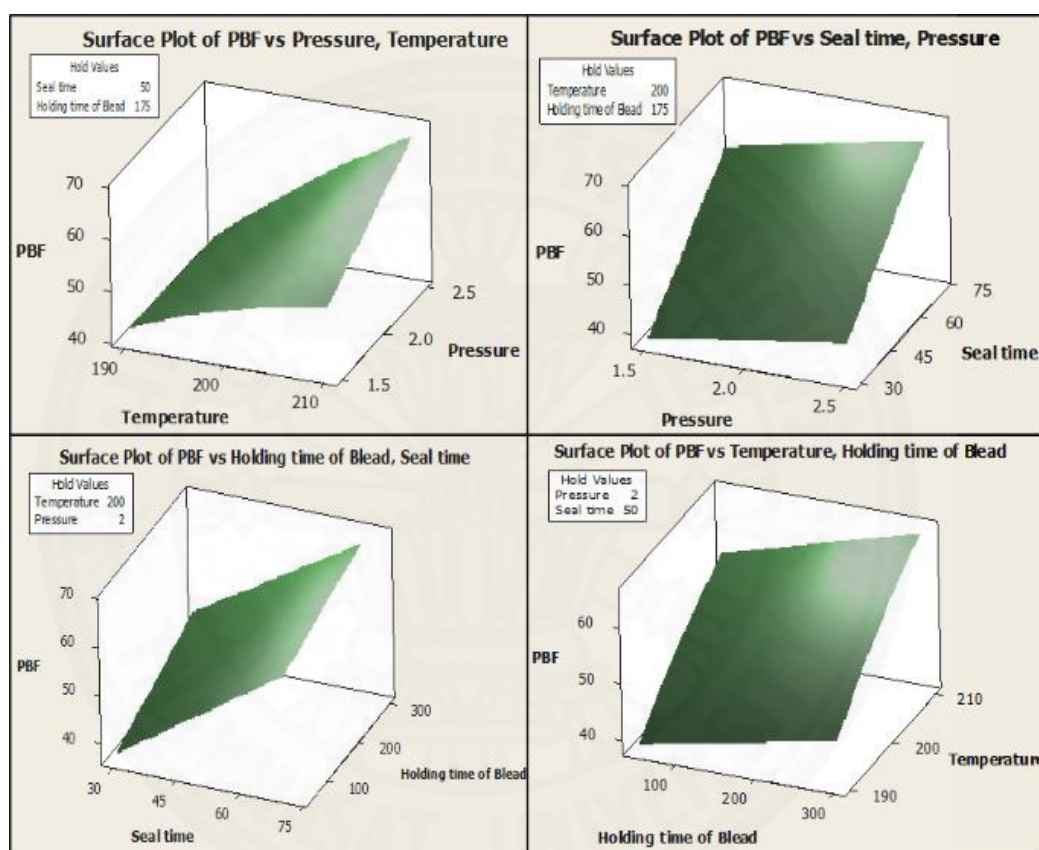 Surface Plot of PBF vs Pressure, Temperature
Hold Values
Seal time 50
Holding time of Blead 175
70
60
50
40
PBF
190
200
210
Temperature
1.5
2.0
2.5
Pressure
Surface Plot of PBF vs Seal time, Pressure
Hold Values
Temperature 200
Holding time of Blead 175
70
60
50
40
PBF
1.5
2.0
2.5
Pressure
30
45
60
75
Seal time
Surface Plot of PBF vs Holding time of Blead, Seal time
Hold Values
Temperature 200
Pressure 2
70
60
50
40
PBF
30
45
60
75
Seal time
100
200
300
Holding time of Blead
Surface Plot of PBF vs Temperature, Holding time of Blead
Hold Values
Pressure 2
Seal time 50
60
50
40
PBF
100
200
300
Holding time of Blead
190
200
210
Temperature